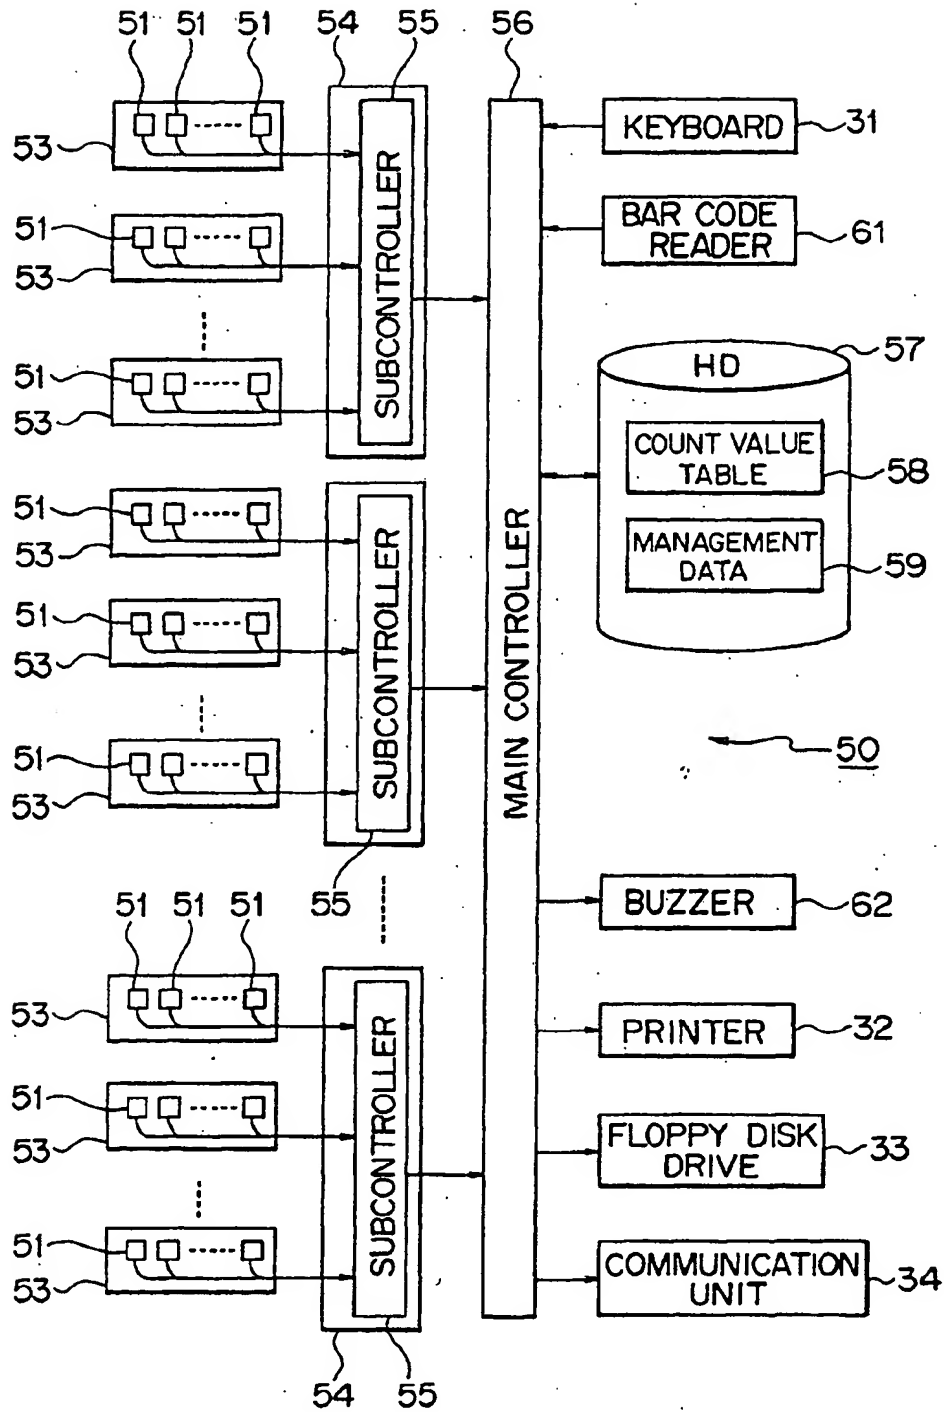 51 51 51 54 55 56
53
51
53
51
53
SUBCONTROLLER
51
53
51
53
51
53
SUBCONTROLLER
55
51 51 51
53
51
53
51
53
SUBCONTROLLER
54 55
MAIN CONTROLLER
KEYBOARD 31
BAR CODE
READER 61
HD 57
COUNT VALUE
TABLE 58
MANAGEMENT
DATA 59
50
BUZZER 62
PRINTER 32
FLOPPY DISK
DRIVE 33
COMMUNICATION
UNIT 34